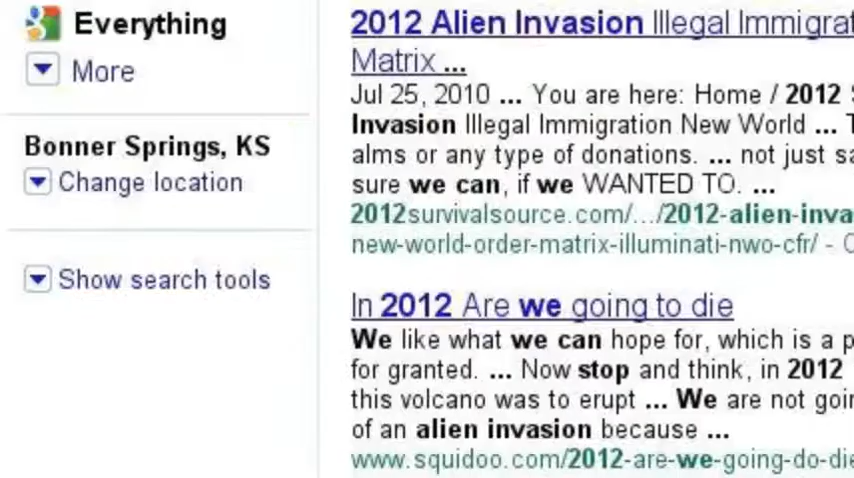 Everything
More
Bonner Springs, KS
Change location
Show search tools
2012 Alien Invasion Illegal
Matrix ...
Jul 25, 2010 ... You are here: Home / 2012
Invasion Illegal Immigration New World ...
alms or any type of donations. ... not just
sure we can, if we WANTED TO. ...
2012survivalsource.com/.../2012-alien-inva
new-world-order-matrix-illuminati-nwo-cfr/ -
In 2012 Are we going to die
We like what we can hope for, which is a
for granted. ... Now stop and think, in 2012
this volcano was to erupt ... We are not
of an alien invasion because ...
www.squidoo.com/2012-are-we-going-do-die